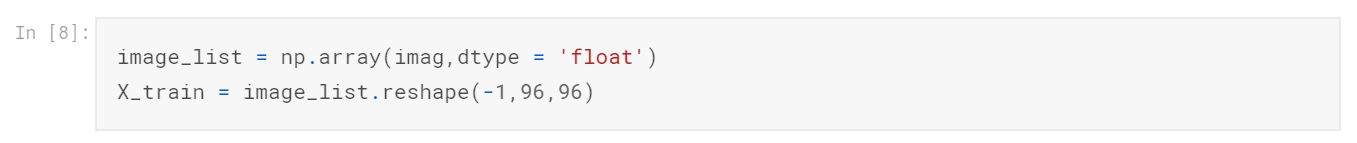 In [8]:
image_list = np.array(imag,dtype = 'float')
X_train = image_list.reshape(-1,96,96)